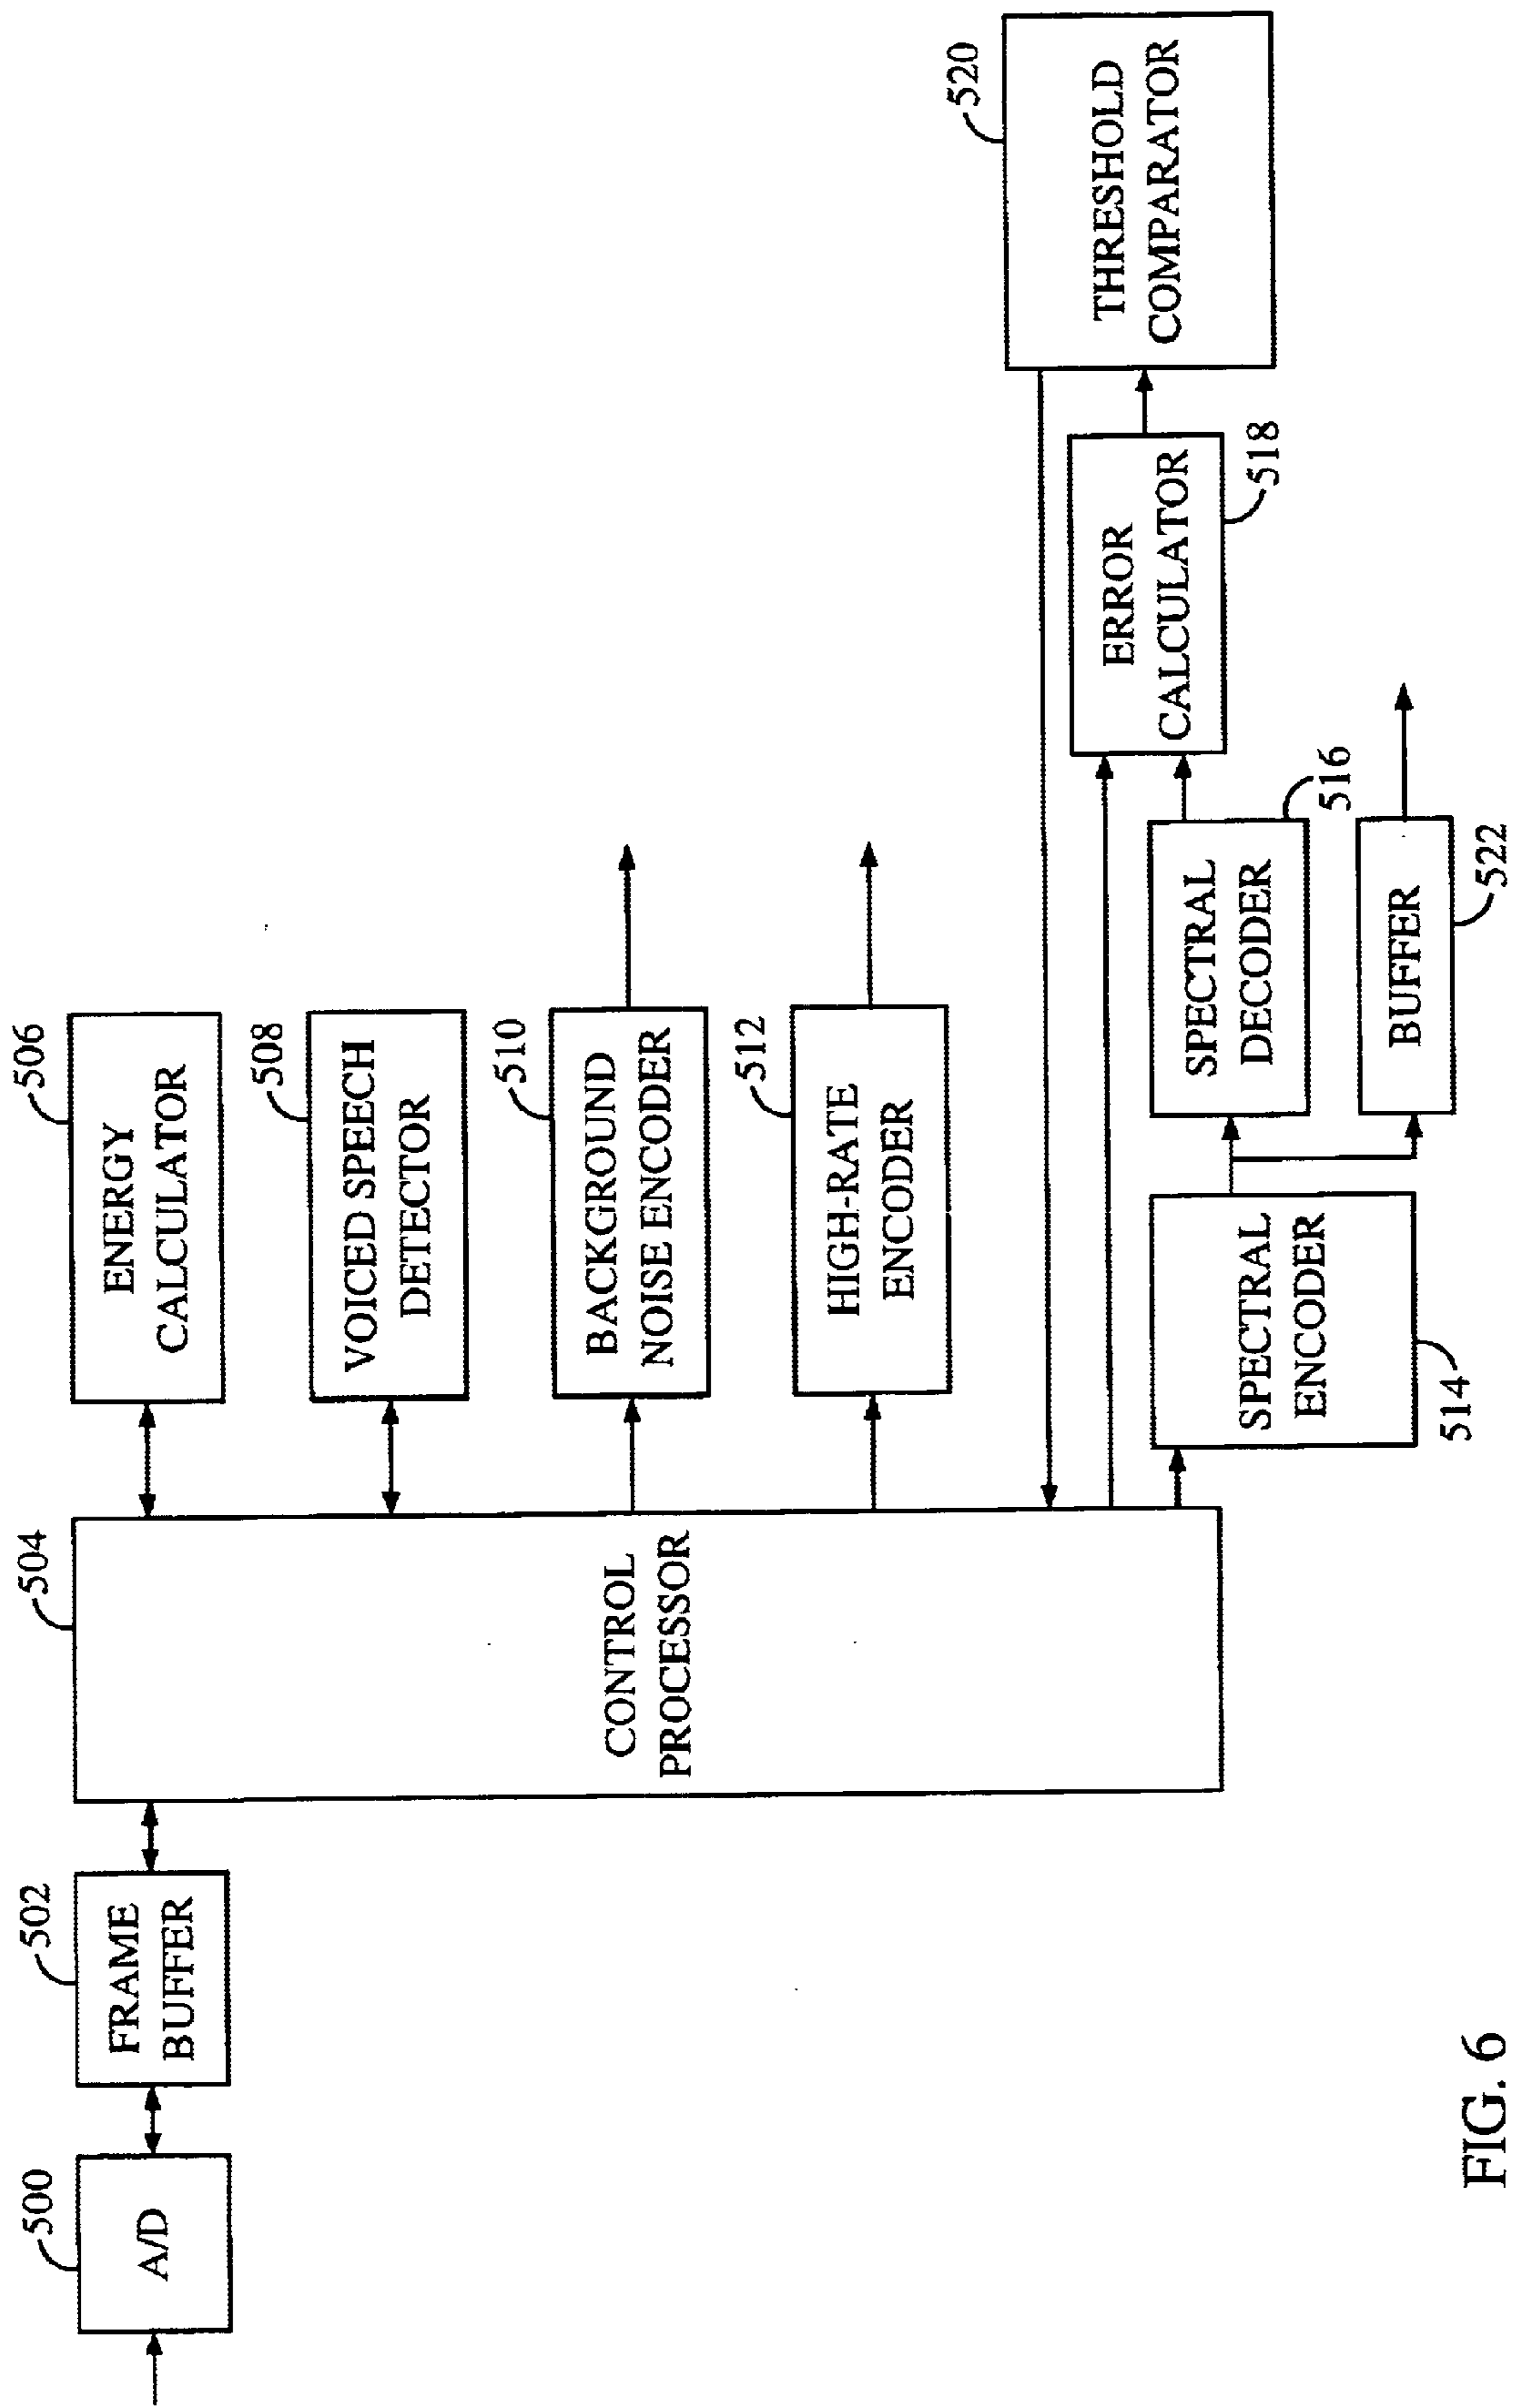 500
A/D
502
FRAME
BUFFER
504
CONTROL
PROCESSOR
506
ENERGY
CALCULATOR
508
VOICED SPEECH
DETECTOR
510
BACKGROUND
NOISE ENCODER
512
HIGH-RATE
ENCODER
SPECTRAL
ENCODER
514
SPECTRAL
DECODER
516
BUFFER
522
ERROR
CALCULATOR
518
520
THRESHOLD
COMPARATOR
FIG. 6